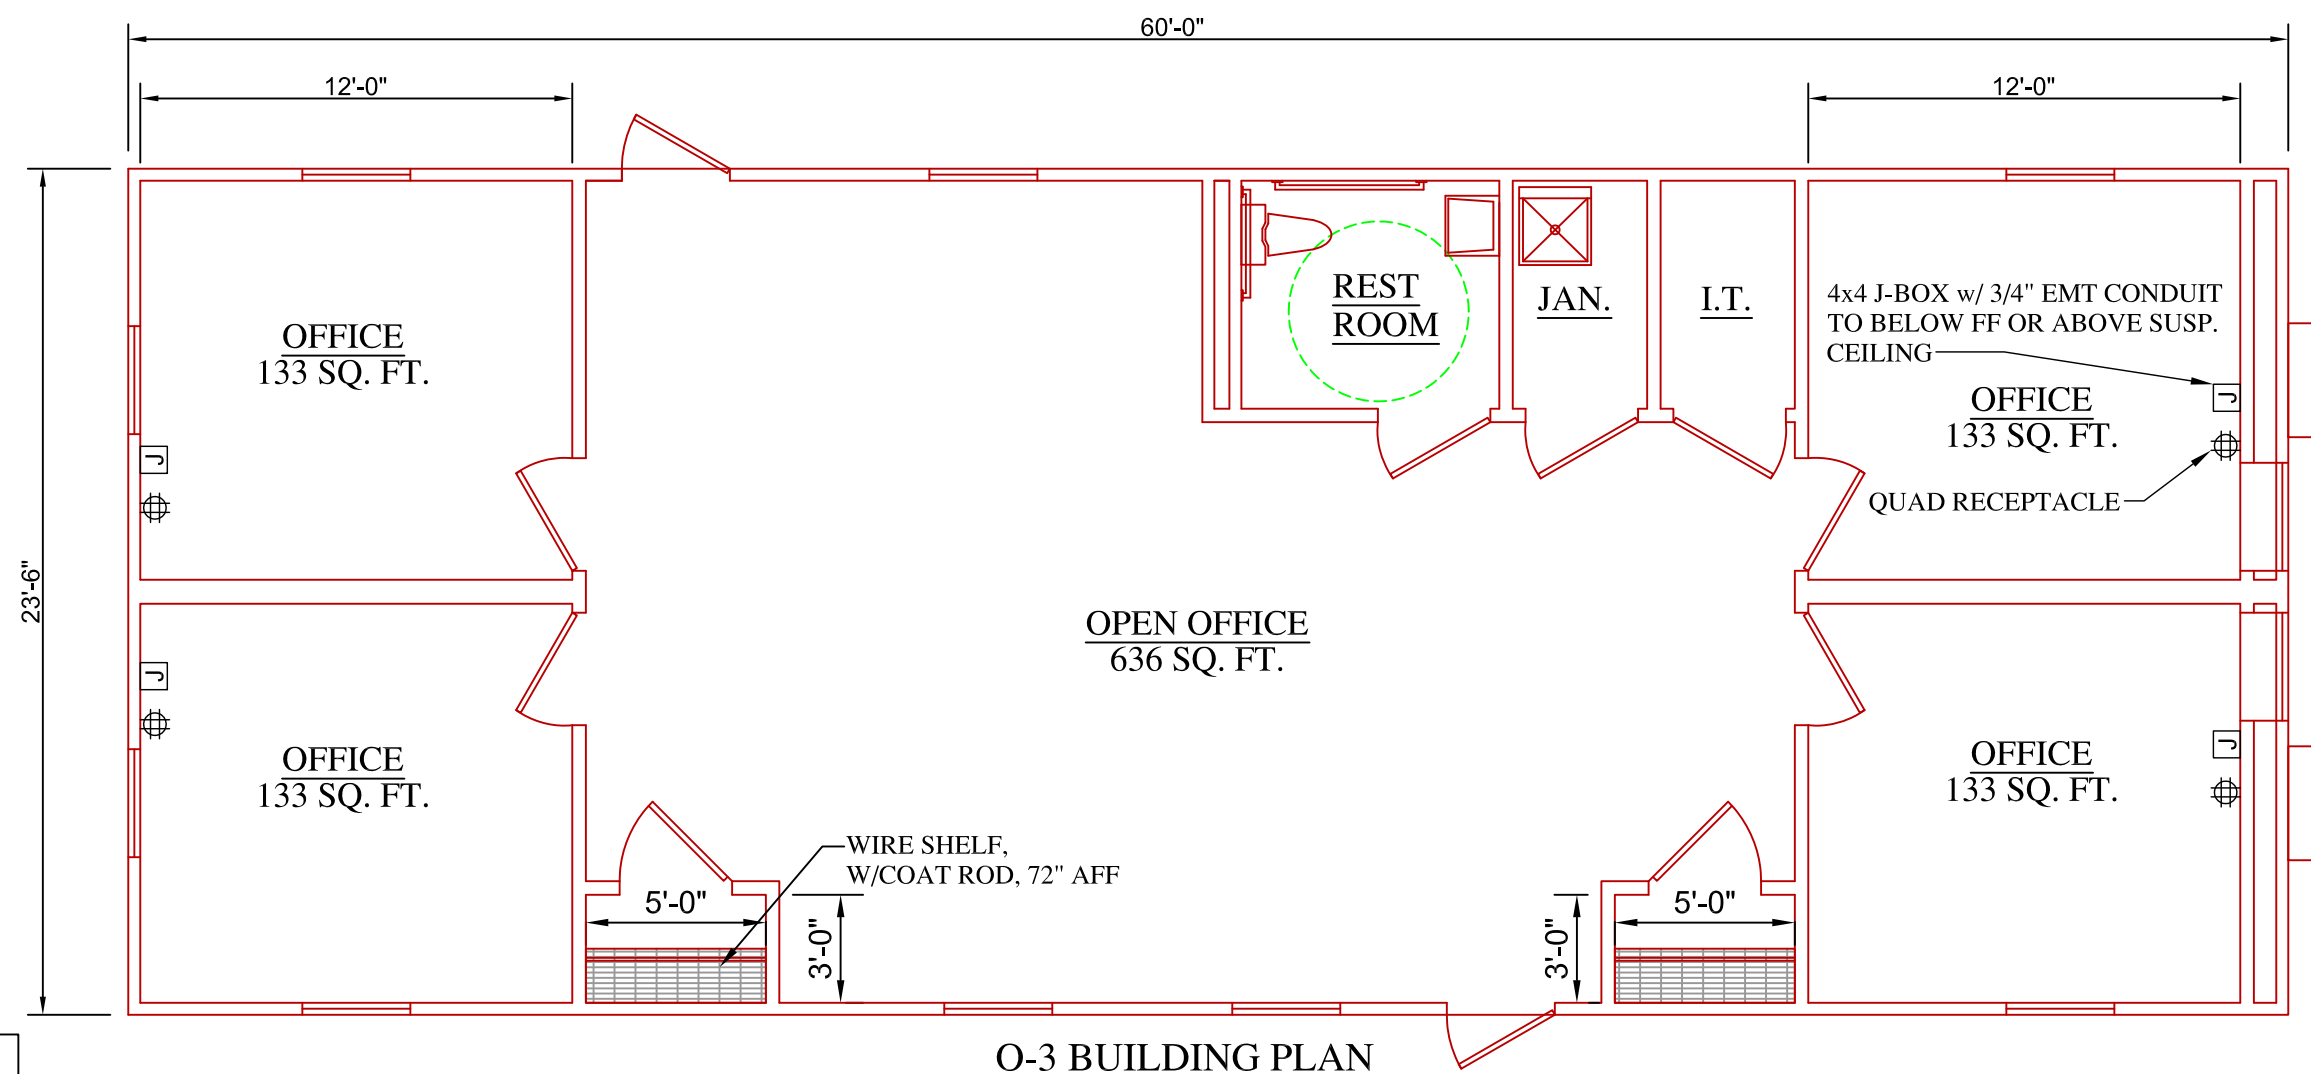 60'-0"
12'-0"
12'-0"
23'-6"
OFFICE
133 SQ. FT.
REST
ROOM
JAN.
I.T.
4x4 J-BOX w/ 3/4" EMT CONDUIT
TO BELOW FF OR ABOVE SUSP.
CEILING
OFFICE
133 SQ. FT.
J
J
QUAD RECEPTACLE
OPEN OFFICE
636 SQ. FT.
J
J
OFFICE
133 SQ. FT.
OFFICE
133 SQ. FT.
WIRE SHELF,
W/COAT ROD, 72" AFF
5'-0"
3'-0"
3'-0"
5'-0"
O-3 BUILDING PLAN